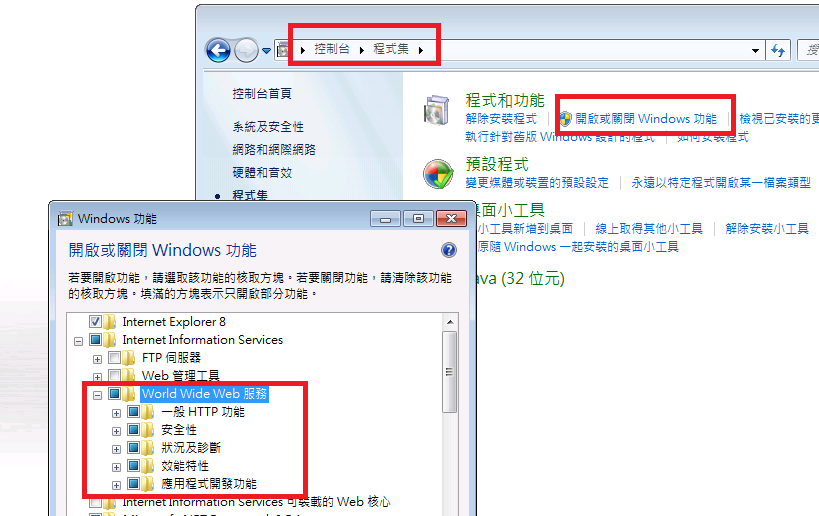 控制台 ▸ 程式集 ▸
搜
控制台首頁
系統及安全性
網路和網際網路
硬體和音效
程式集
程式和功能
解除安裝程式 | 開啟或關閉 Windows 功能 | 檢視已安裝的更
執行針對舊版 Windows 設計的程式 | 如何安裝程式
預設程式
變更媒體或裝置的預設設定 | 永遠以特定程式開啟某一檔案類型
桌面小工具
小工具新增到桌面 | 線上取得其他小工具 | 解除安裝小工具
原隨 Windows 一起安裝的桌面小工具
ava (32 位元)
Windows 功能
開啟或關閉 Windows 功能
若要開啟功能，請選取該功能的核取方塊。若要關閉功能，請清除該功能
的核取方塊。填滿的方塊表示只開啟部分功能。
Internet Explorer 8
Internet Information Services
FTP 伺服器
Web 管理工具
World Wide Web 服務
一般 HTTP 功能
安全性
狀況及診斷
效能特性
應用程式開發功能
Internet Information Services 可裝載的 Web 核心